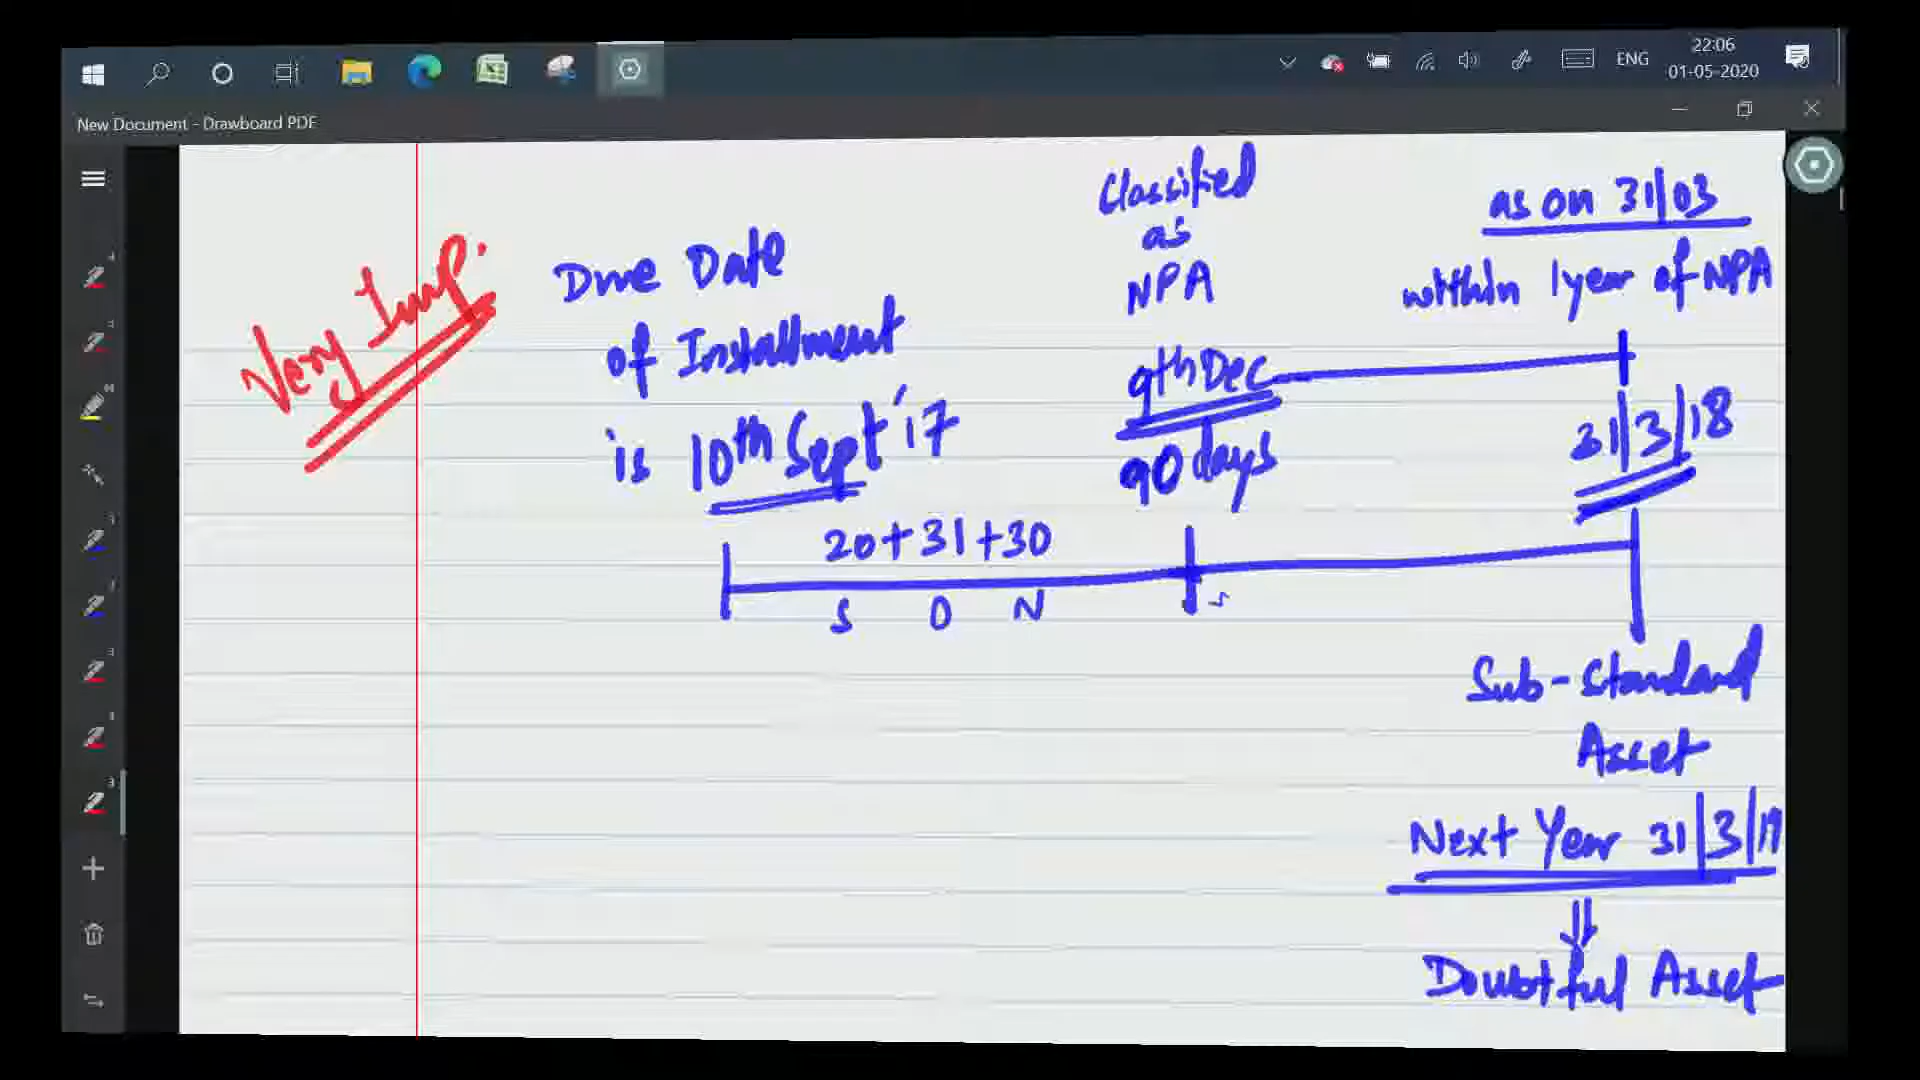 22:06
ENG
01-05-2020
New Document - Drawboard PDF
Very Imp.
Due Date
of Installment
is 10th Sept'17
Classified
as
NPA
9th Dec
90 days
as on 31/03
within 1 year of NPA
31/3/18
20+31+30
S O N
Sub-Standard
Asset
Next Year 31/3/19
Doubtful Asset